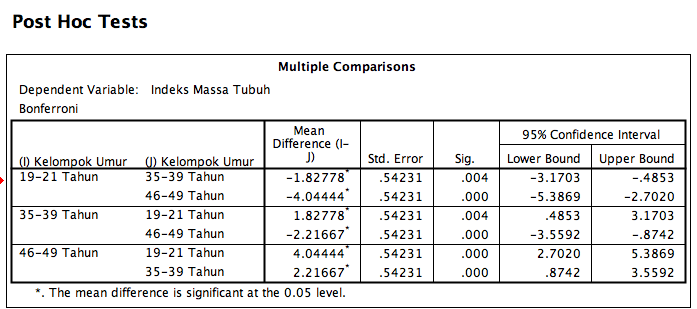 Post Hoc Tests
Multiple Comparisons
Dependent Variable: Indeks Massa Tubuh
Bonferroni
(I) Kelompok Umur (J) Kelompok Umur Mean Difference (I-J) Std. Error Sig. 95% Confidence Interval
Lower Bound Upper Bound
19-21 Tahun 35-39 Tahun -1.82778* .54231 .004 -3.1703 -.4853
46-49 Tahun -4.04444* .54231 .000 -5.3869 -2.7020
35-39 Tahun 19-21 Tahun 1.82778* .54231 .004 .4853 3.1703
46-49 Tahun -2.21667* .54231 .000 -3.5592 -.8742
46-49 Tahun 19-21 Tahun 4.04444* .54231 .000 2.7020 5.3869
35-39 Tahun 2.21667* .54231 .000 .8742 3.5592
*. The mean difference is significant at the 0.05 level.